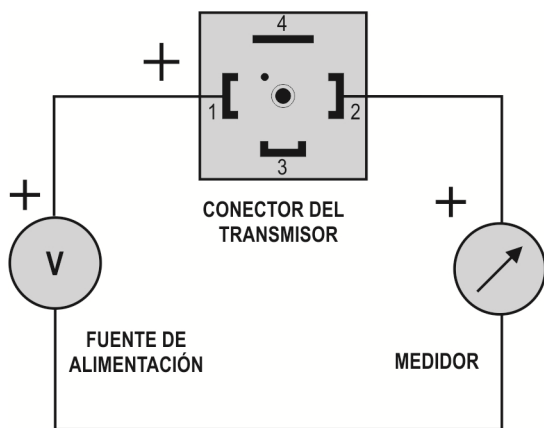 4
+
1
2
3
+
CONECTOR DEL
TRANSMISOR
+
V
FUENTE DE
ALIMENTACIÓN
MEDIDOR